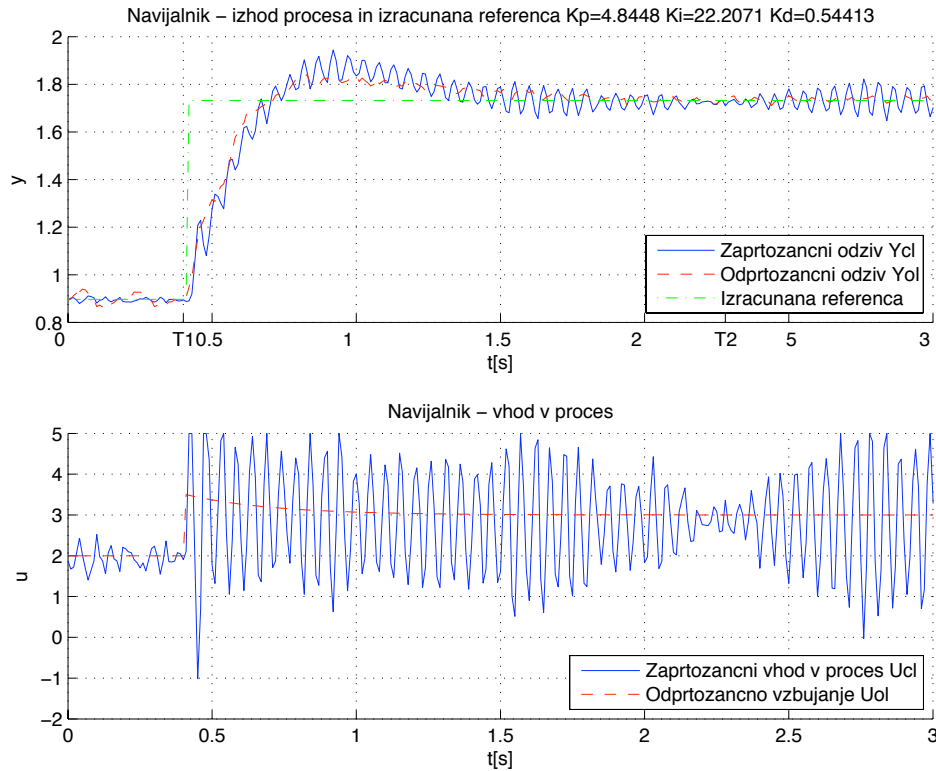 Navijalnik – izhod procesa in izracunana referenca Kp=4.8448 Ki=22.2071 Kd=0.54413
2
1.8
1.6
1.4
1.2
1
0.8
y
Zaprtozancni odziv Ycl
Odprtozancni odziv Yol
Izracunana referenca
0 T1 0.5 1 1.5 2 T2 5 3
t[s]
Navijalnik – vhod v proces
5
4
3
2
1
0
−1
−2
u
Zaprtozancni vhod v proces Ucl
Odprtozancno vzbujanje Uol
0 0.5 1 1.5 2 2.5 3
t[s]